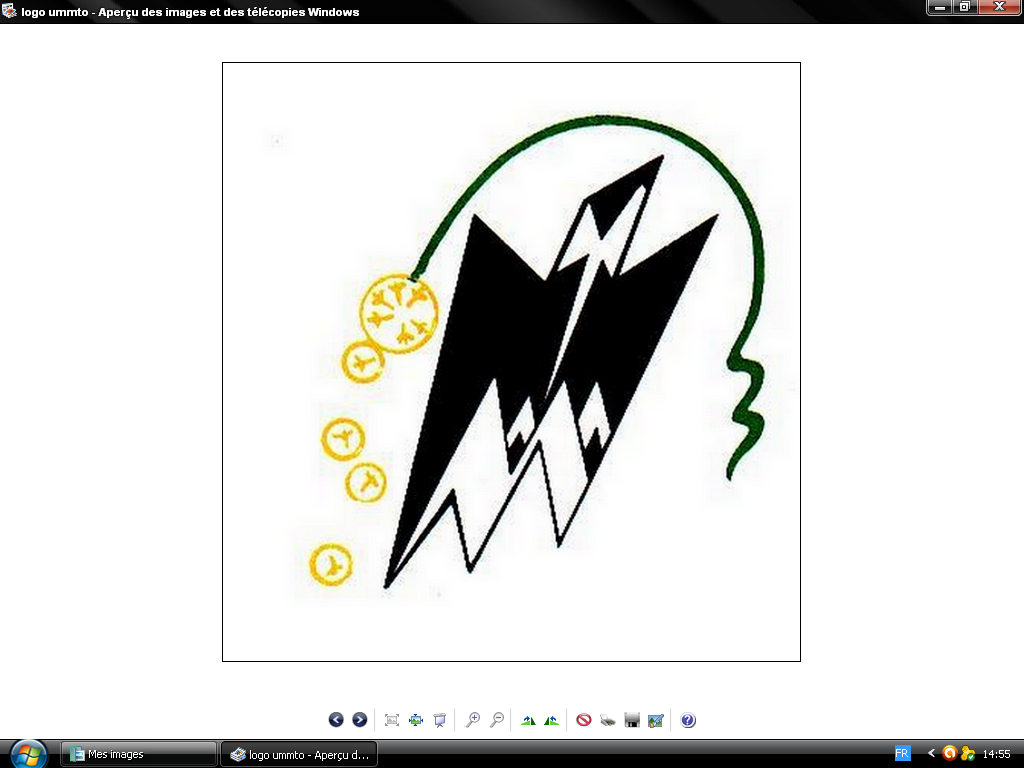 logo ummto - Aperçu des images et des télécopies Windows
Mes images
logo ummto - Aperçu d...
FR
14:55